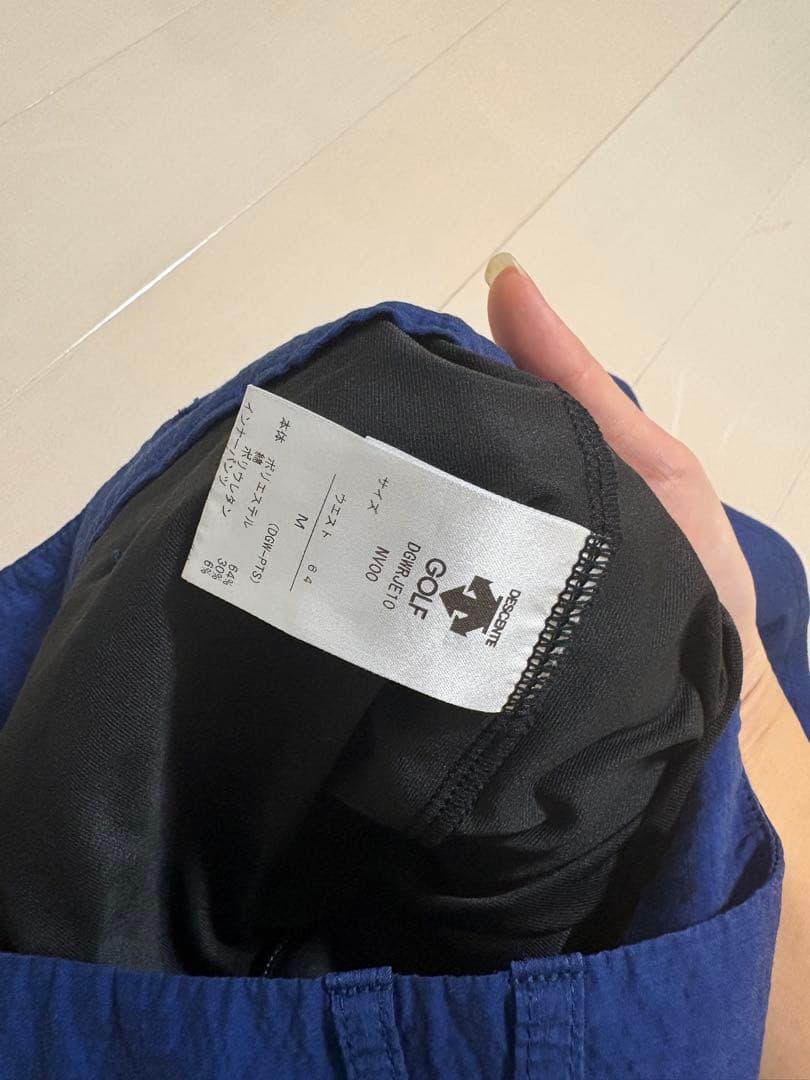 DESCENTE
GOLF
DGWRJE10
NV00
サイズ
M
ウエスト 64
本体 ポリエステル 64%
綿 30%
ポリウレタン 6%
インナーパンツ (DGW-PTS)